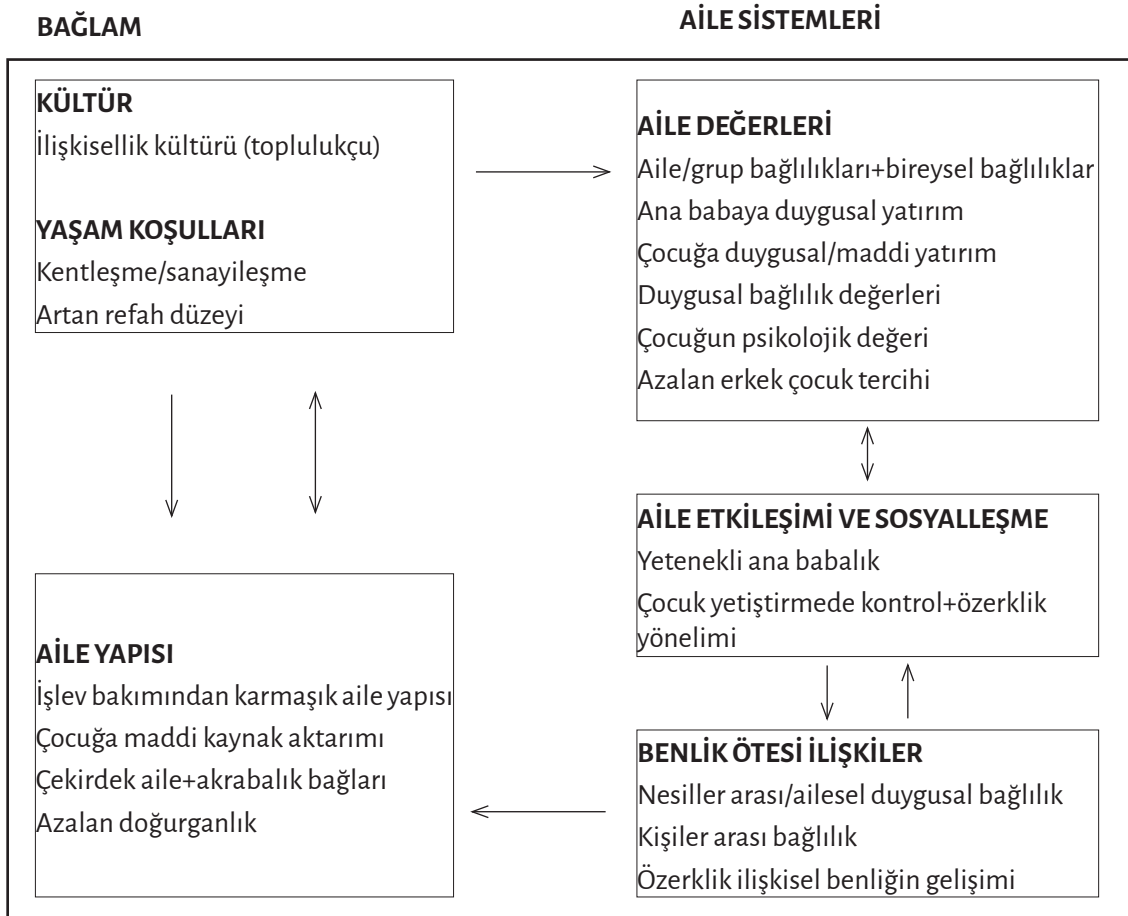 BAĞLAM
AİLE SİSTEMLERİ
KÜLTÜR
İlişkisellik kültürü (toplulukçu)
YAŞAM KOŞULLARI
Kentleşme/sanayileşme
Artan refah düzeyi
AİLE DEĞERLERİ
Aile/grup bağlılıkları+bireysel bağlılıklar
Ana babaya duygusal yatırım
Çocuğa duygusal/maddi yatırım
Duygusal bağlılık değerleri
Çocuğun psikolojik değeri
Azalan erkek çocuk tercihi
AİLE ETKİLEŞİMİ VE SOSYALLEŞME
Yetenekli ana babalık
Çocuk yetiştirmede kontrol+özerklik
yönelimi
AİLE YAPISI
İşlev bakımından karmaşık aile yapısı
Çocuğa maddi kaynak aktarımı
Çekirdek aile+akrabalık bağları
Azalan doğurganlık
BENLİK ÖTESİ İLİŞKİLER
Nesiller arası/ailesel duygusal bağlılık
Kişiler arası bağlılık
Özerklik ilişkisel benliğin gelişimi